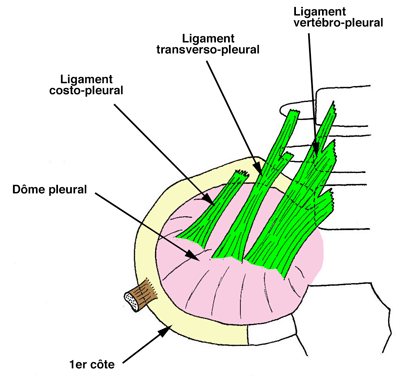 Ligament
vertébro-pleural
Ligament
transverso-pleural
Ligament
costo-pleural
Dôme pleural
1er côte